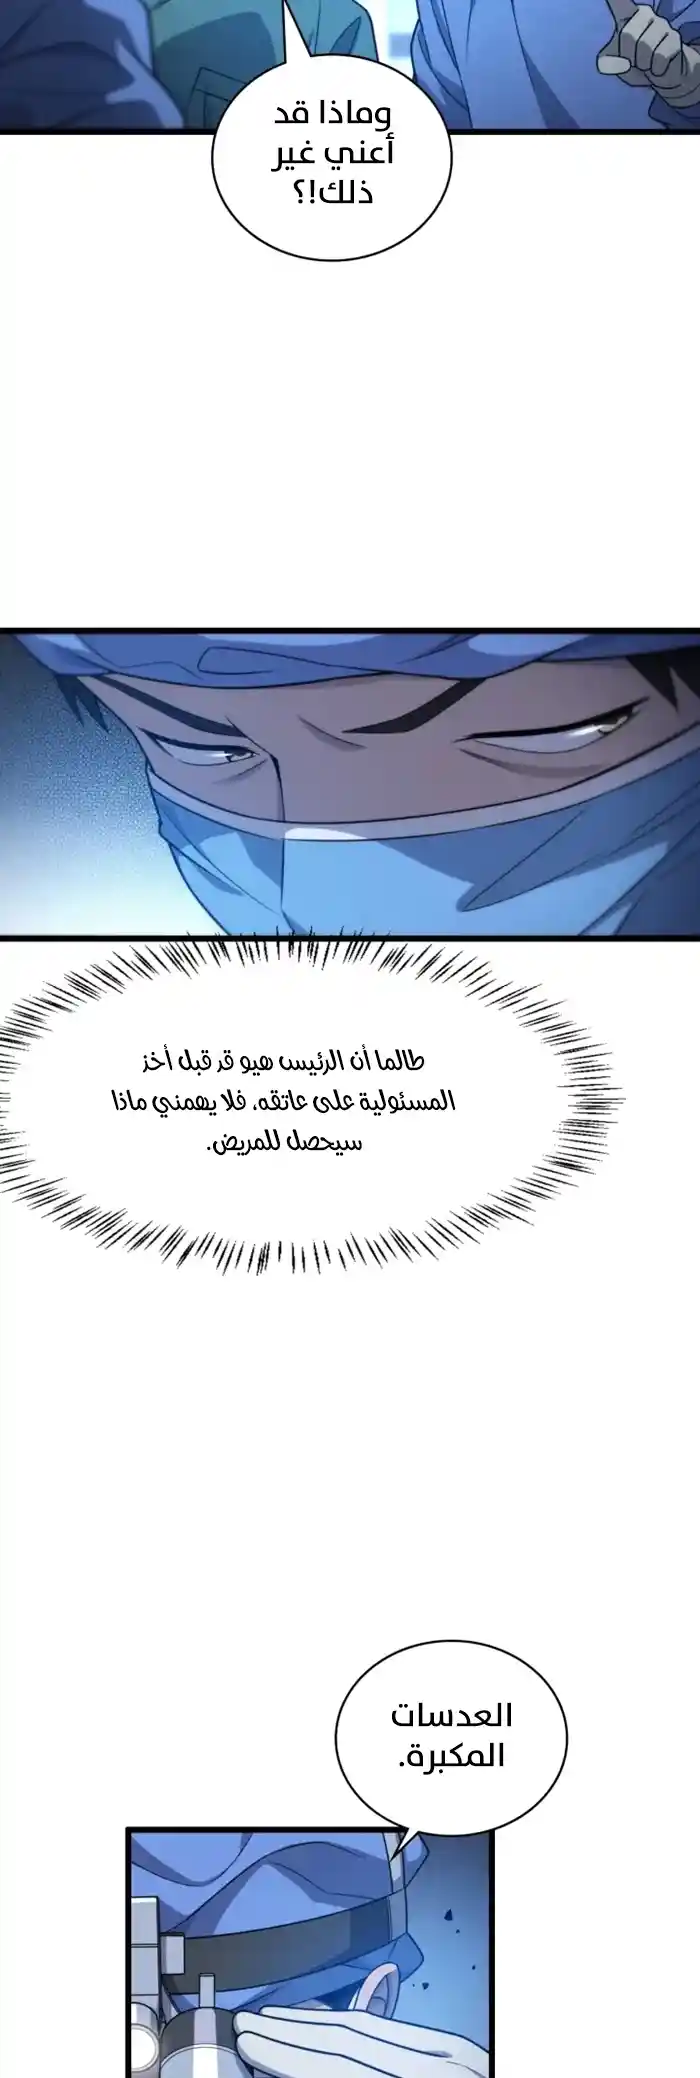 وماذا قد
أعني غير
ذلك!؟
طالما أن الرئيس هيو قد قبل أخذ
المسئولية على عاتقه، فلا يهمني ماذا
سيحصل للمريض.
العدسات
المكبرة.